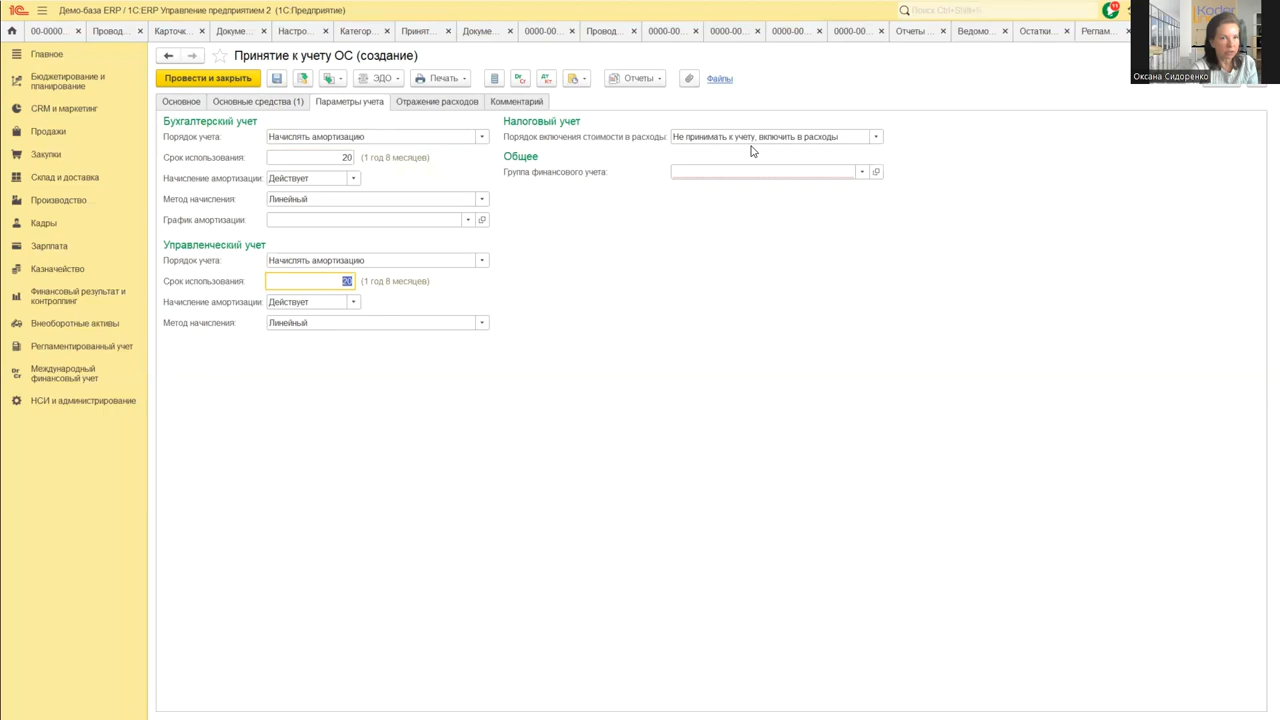 Демо-база ERP / 1С:ERP Управление предприятием 2 (1С:Предприятие)
Поиск Ctrl+Shift+F
11
00-0000...
Провод...
Карточк...
Докуме...
Настро...
Категор...
Принят...
Докуме...
0000-00...
Провод...
0000-00...
0000-00...
0000-00...
0000-00...
Отчеты ...
Ведомо...
Остатки...
Реглам...
Оксана Сидоренко
Главное
Бюджетирование и
планирование
CRM и маркетинг
Продажи
Закупки
Склад и доставка
Производство
Кадры
Зарплата
Казначейство
Финансовый результат и
контроллинг
Внеоборотные активы
Регламентированный учет
Международный
финансовый учет
НСИ и администрирование
Принятие к учету ОС (создание)
Провести и закрыть
ЭДО
Печать
Отчеты
Файлы
Основное
Основные средства (1)
Параметры учета
Отражение расходов
Комментарий
Бухгалтерский учет
Порядок учета: Начислять амортизацию
Срок использования: 20 (1 год 8 месяцев)
Начисление амортизации: Действует
Метод начисления: Линейный
График амортизации:
Управленческий учет
Порядок учета: Начислять амортизацию
Срок использования: 20 (1 год 8 месяцев)
Начисление амортизации: Действует
Метод начисления: Линейный
Налоговый учет
Порядок включения стоимости в расходы: Не принимать к учету, включить в расходы
Общее
Группа финансового учета: